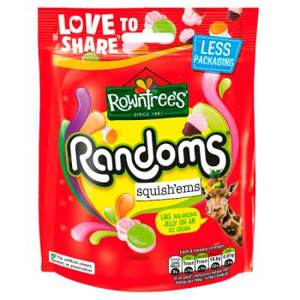 LOVE TO
SHARE
LESS
PACKAGING
ROWNTREE'S
SINCE 1881
RANDOMS
squish'ems
LIKE BALANCING
JELLY ON AN
ICE CREAM